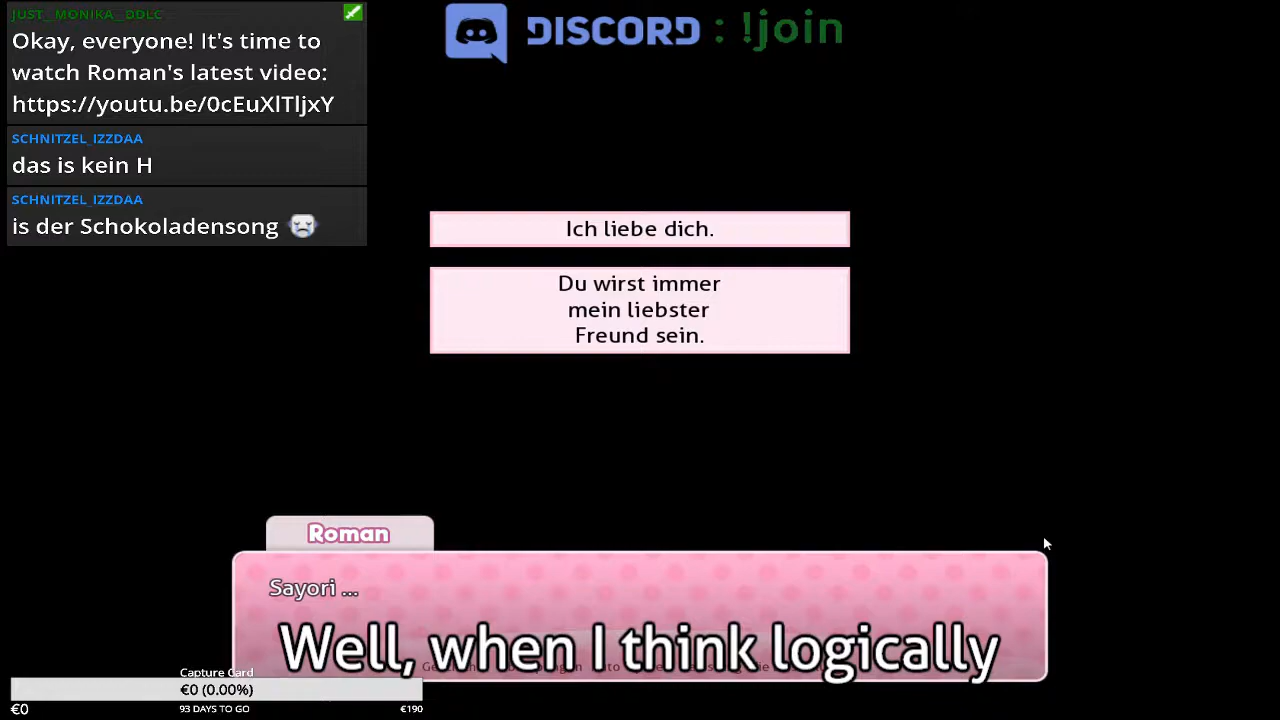 JUST_MONIKA_DDLC
Okay, everyone! It's time to
watch Roman's latest video:
https://youtu.be/0cEuXlTljxY
SCHNITZEL_IZZDAA
das is kein H
SCHNITZEL_IZZDAA
is der Schokoladensong
DISCORD : !join
Ich liebe dich.
Du wirst immer
mein liebster
Freund sein.
Roman
Sayori ...
Well, when I think logically
Capture Card
€0 (0.00%)
€0
93 DAYS TO GO
€190